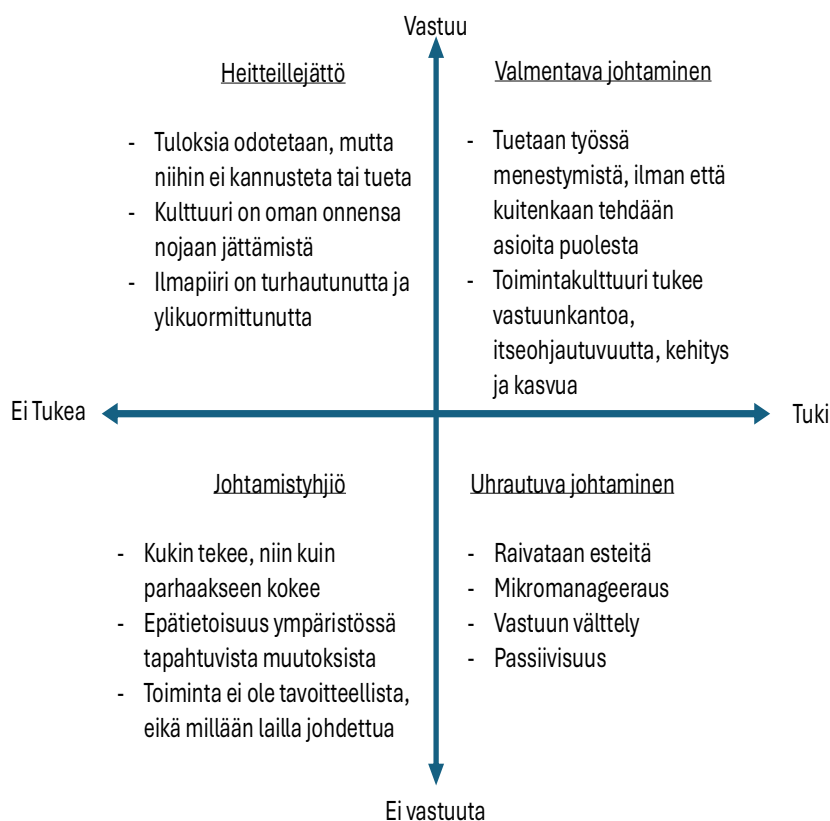 Vastuu
Heitteillejättö
- Tuloksia odotetaan, mutta
niihin ei kannusteta tai tueta
- Kulttuuri on oman onnensa
nojaan jättämistä
- Ilmapiiri on turhautunutta ja
ylikuormittunutta
Valmentava johtaminen
- Tuetaan työssä
menestymistä, ilman että
kuitenkaan tehdään
asioita puolesta
- Toimintakulttuuri tukee
vastuunkantoa,
itseohjautuvuutta, kehitys
ja kasvua
Ei Tukea
Tuki
Johtamistyhjiö
- Kukin tekee, niin kuin
parhaakseen kokee
- Epätietoisuus ympäristössä
tapahtuvista muutoksista
- Toiminta ei ole tavoitteellista,
eikä millään lailla johdettua
Uhrautuva johtaminen
- Raivataan esteitä
- Mikromanageeraus
- Vastuun välttely
- Passiivisuus
Ei vastuuta